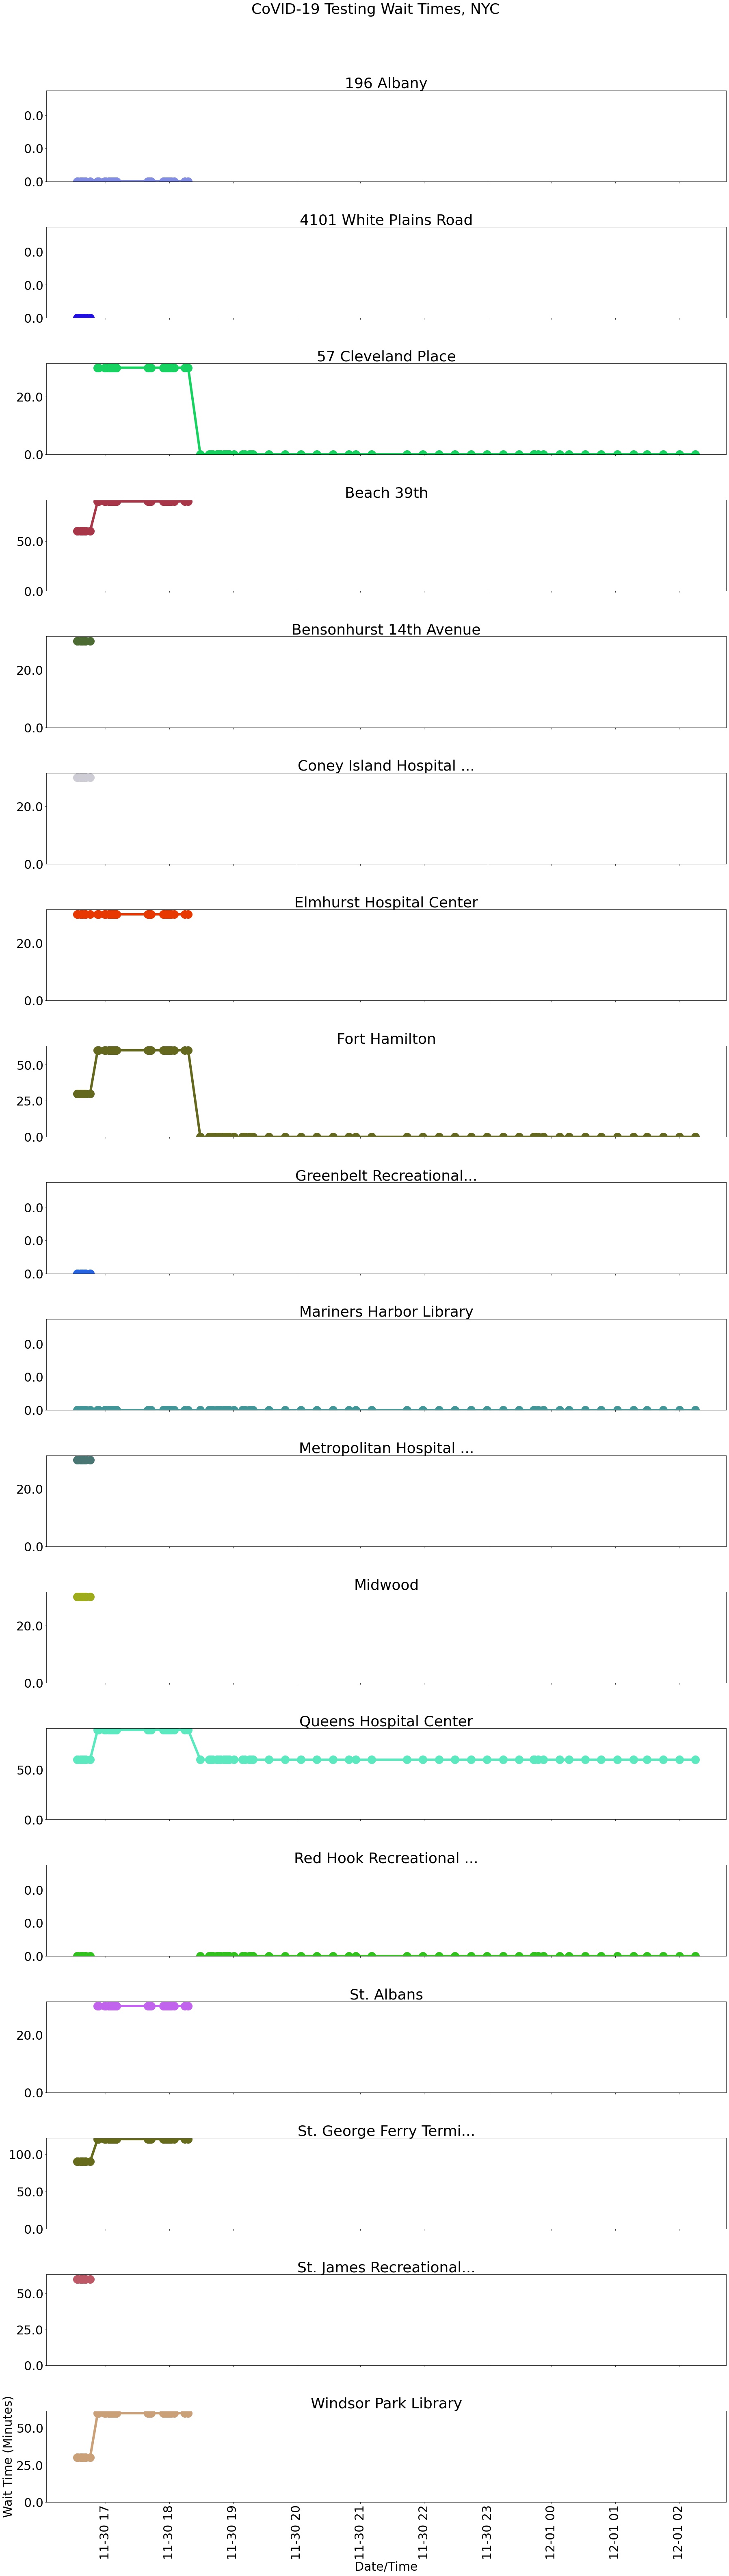 CoVID-19 Testing Wait Times, NYC
196 Albany
0.0
0.0
0.0
4101 White Plains Road
0.0
0.0
0.0
57 Cleveland Place
20.0
0.0
Beach 39th
50.0
0.0
Bensonhurst 14th Avenue
20.0
0.0
Coney Island Hospital ...
20.0
0.0
Elmhurst Hospital Center
20.0
0.0
Fort Hamilton
50.0
25.0
0.0
Greenbelt Recreational...
0.0
0.0
0.0
Mariners Harbor Library
0.0
0.0
0.0
Metropolitan Hospital ...
20.0
0.0
Midwood
20.0
0.0
Queens Hospital Center
50.0
0.0
Red Hook Recreational ...
0.0
0.0
0.0
St. Albans
20.0
0.0
St. George Ferry Termi...
100.0
50.0
0.0
St. James Recreational...
50.0
25.0
0.0
Windsor Park Library
50.0
25.0
0.0
Wait Time (Minutes)
11-30 17
11-30 18
11-30 19
11-30 20
11-30 21
11-30 22
11-30 23
12-01 00
12-01 01
12-01 02
Date/Time